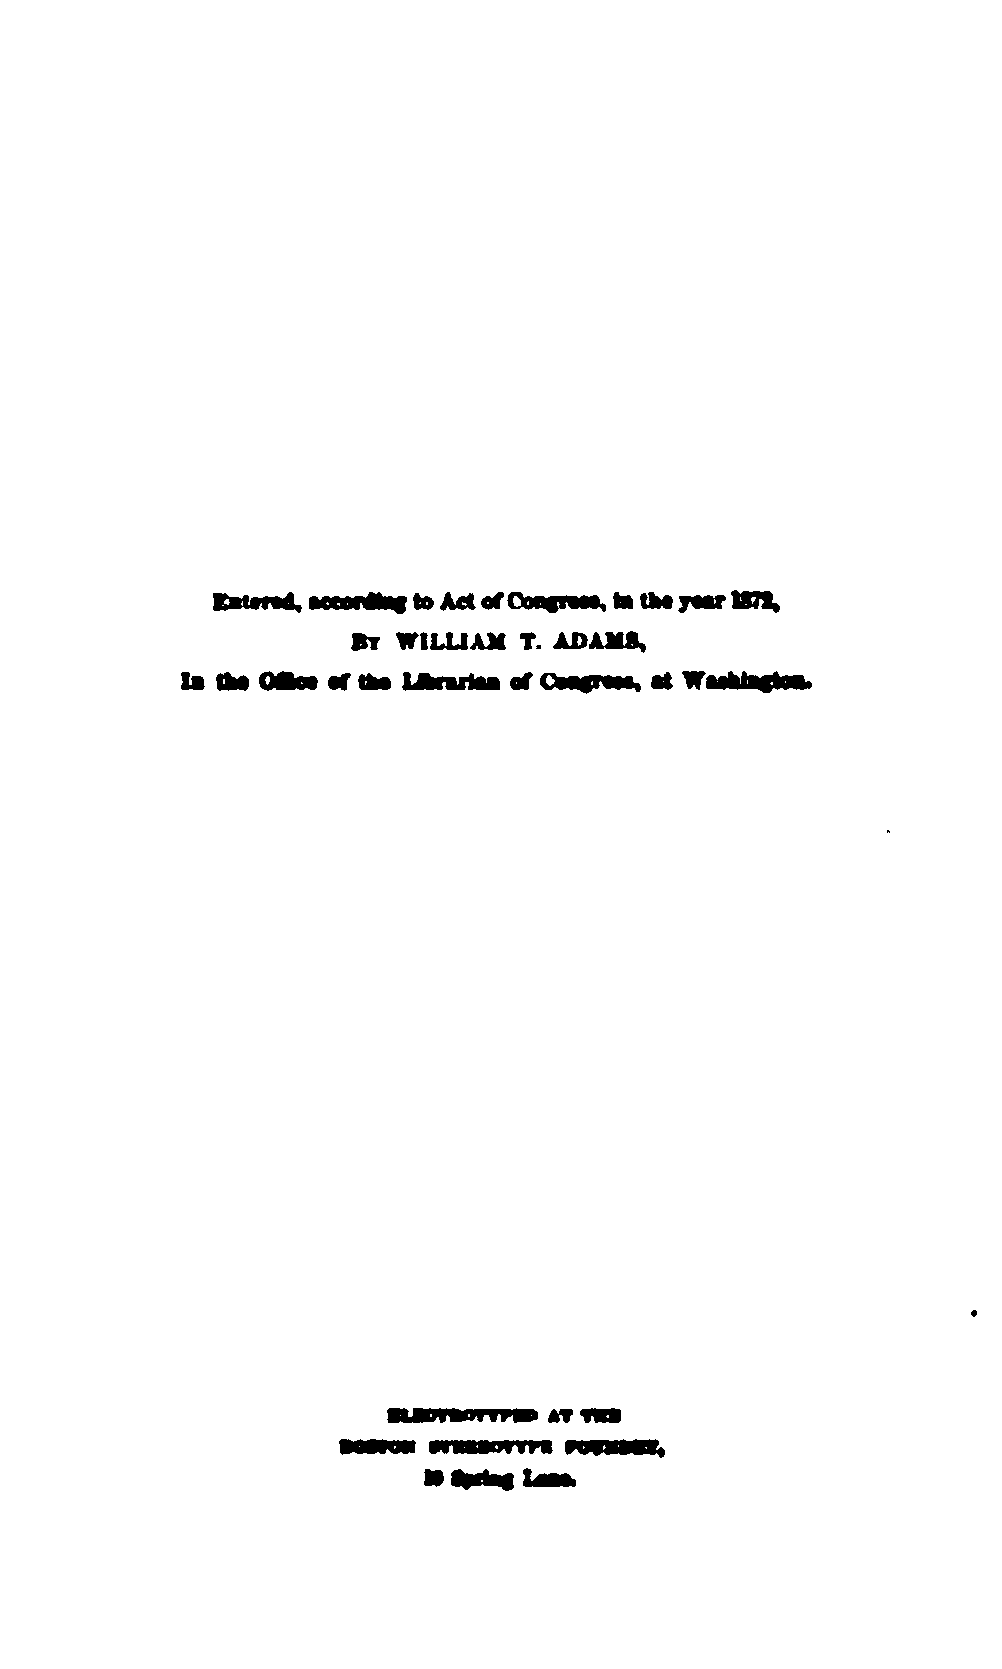 Entered, according to Act of Congress, in the year 1872,
BY WILLIAM T. ADAMS,
In the Office of the Librarian of Congress, at Washington.
ELECTROTYPED AT THE
BOSTON STEREOTYPE FOUNDRY,
19 Spring Lane.